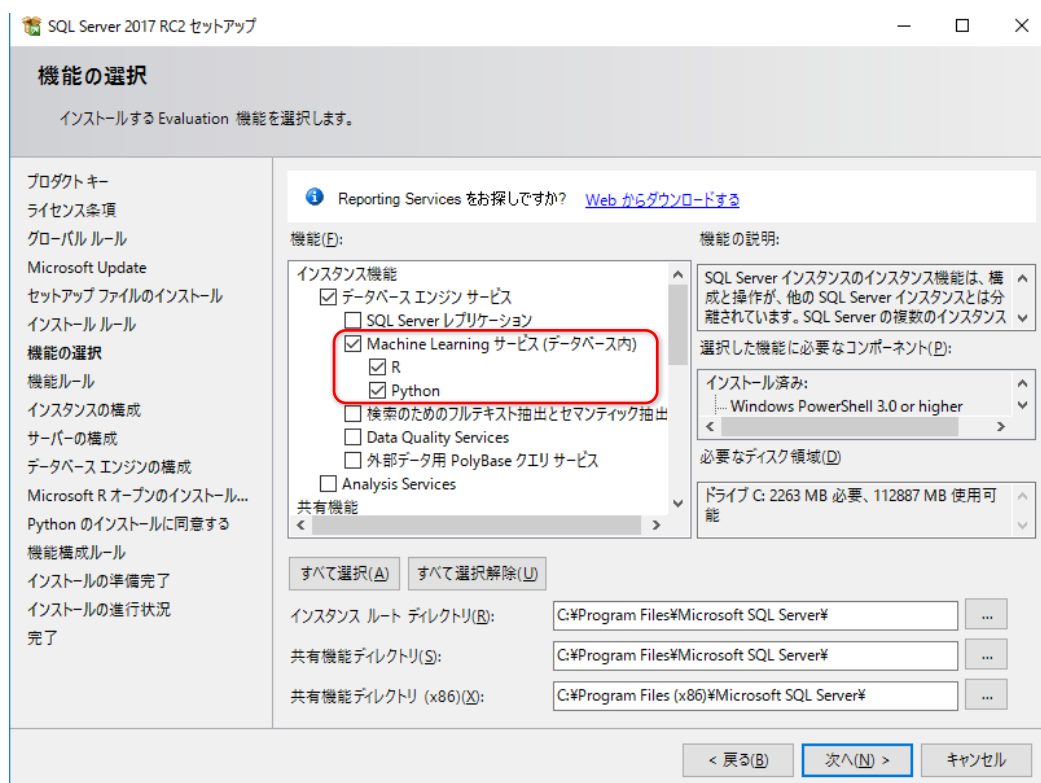 SQL Server 2017 RC2 セットアップ
機能の選択
インストールする Evaluation 機能を選択します。
プロダクト キー
ライセンス条項
グローバル ルール
Microsoft Update
セットアップ ファイルのインストール
インストール ルール
機能の選択
機能ルール
インスタンスの構成
サーバーの構成
データベース エンジンの構成
Microsoft R オープンのインストール...
Python のインストールに同意する
機能構成ルール
インストールの準備完了
インストールの進行状況
完了
Reporting Services をお探しですか? Web からダウンロードする
機能(F):
インスタンス機能
データベース エンジン サービス
SQL Server レプリケーション
Machine Learning サービス (データベース内)
R
Python
検索のためのフルテキスト抽出とセマンティック抽出
Data Quality Services
外部データ用 PolyBase クエリ サービス
Analysis Services
共有機能
機能の説明:
SQL Server インスタンスのインスタンス機能は、構
成と操作が、他の SQL Server インスタンスとは分
離されています。SQL Server の複数のインスタンス
選択した機能に必要なコンポーネント(P):
インストール済み:
Windows PowerShell 3.0 or higher
必要なディスク領域(D)
ドライブ C: 2263 MB 必要、112887 MB 使用可
能
すべて選択(A) すべて選択解除(U)
インスタンス ルート ディレクトリ(R): C:¥Program Files¥Microsoft SQL Server¥ ...
共有機能ディレクトリ(S): C:¥Program Files¥Microsoft SQL Server¥ ...
共有機能ディレクトリ (x86)(X): C:¥Program Files (x86)¥Microsoft SQL Server¥ ...
< 戻る(B) 次へ(N) > キャンセル